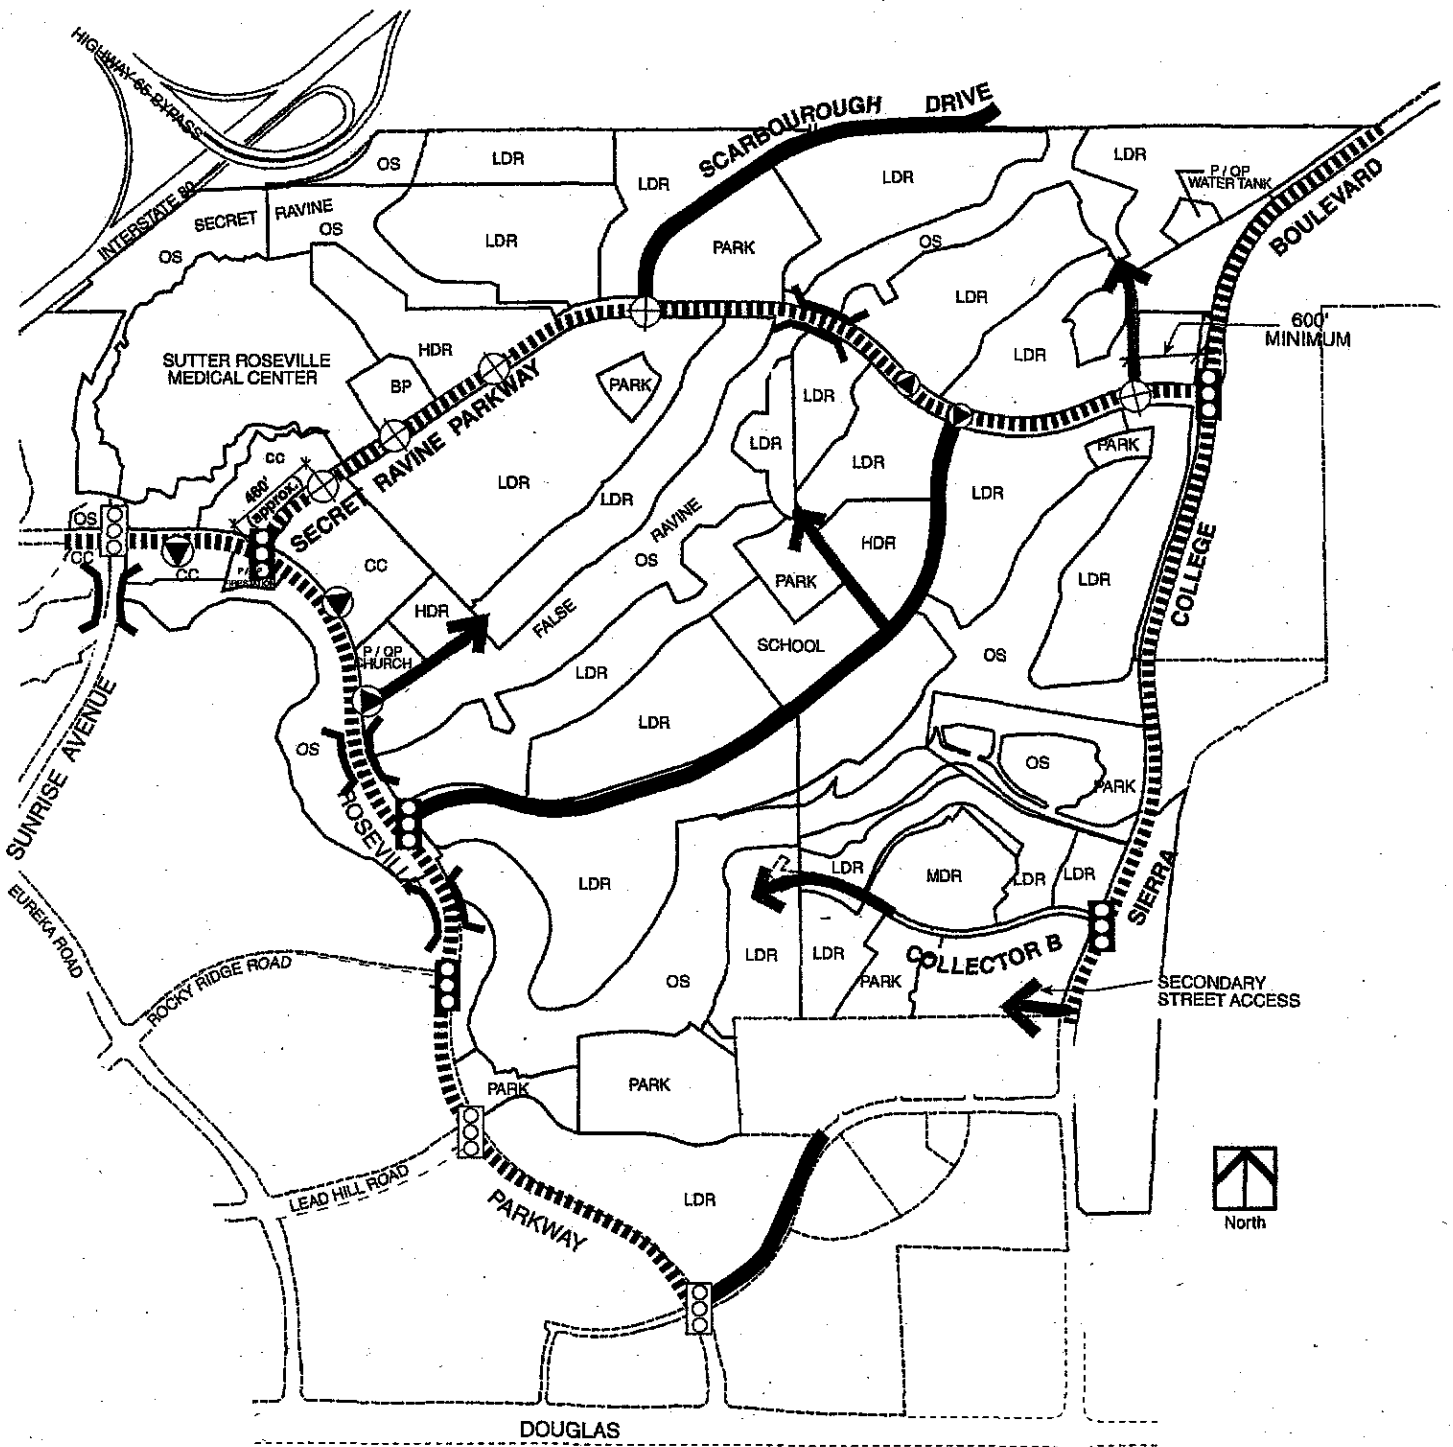 HIGHWAY 65 BYPASS
INTERSTATE 80
SCARBOUROUGH DRIVE
OS
LDR
LDR
LDR
LDR
P / QP
WATER TANK
BOULEVARD
SECRET RAVINE
OS
OS
LDR
PARK
OS
LDR
600'
MINIMUM
SUTTER ROSEVILLE
MEDICAL CENTER
HDR
BP
PARK
LDR
LDR
SECRET RAVINE PARKWAY
CC
460'
(approx.)
LDR
LDR
LDR
LDR
LDR
PARK
OS
CC
CC
P / QP
FIRESTATION
CC
HDR
P / QP
CHURCH
FALSE
RAVINE
OS
HDR
PARK
SCHOOL
LDR
COLLEGE
OS
LDR
LDR
OS
SUNRISE AVENUE
ROSEVILLE
OS
PARK
LDR
LDR
MDR
LDR
LDR
SIERRA
EUREKA ROAD
ROCKY RIDGE ROAD
OS
LDR
LDR
PARK
COLLECTOR B
SECONDARY
STREET ACCESS
PARK
PARK
LEAD HILL ROAD
PARKWAY
LDR
North
DOUGLAS